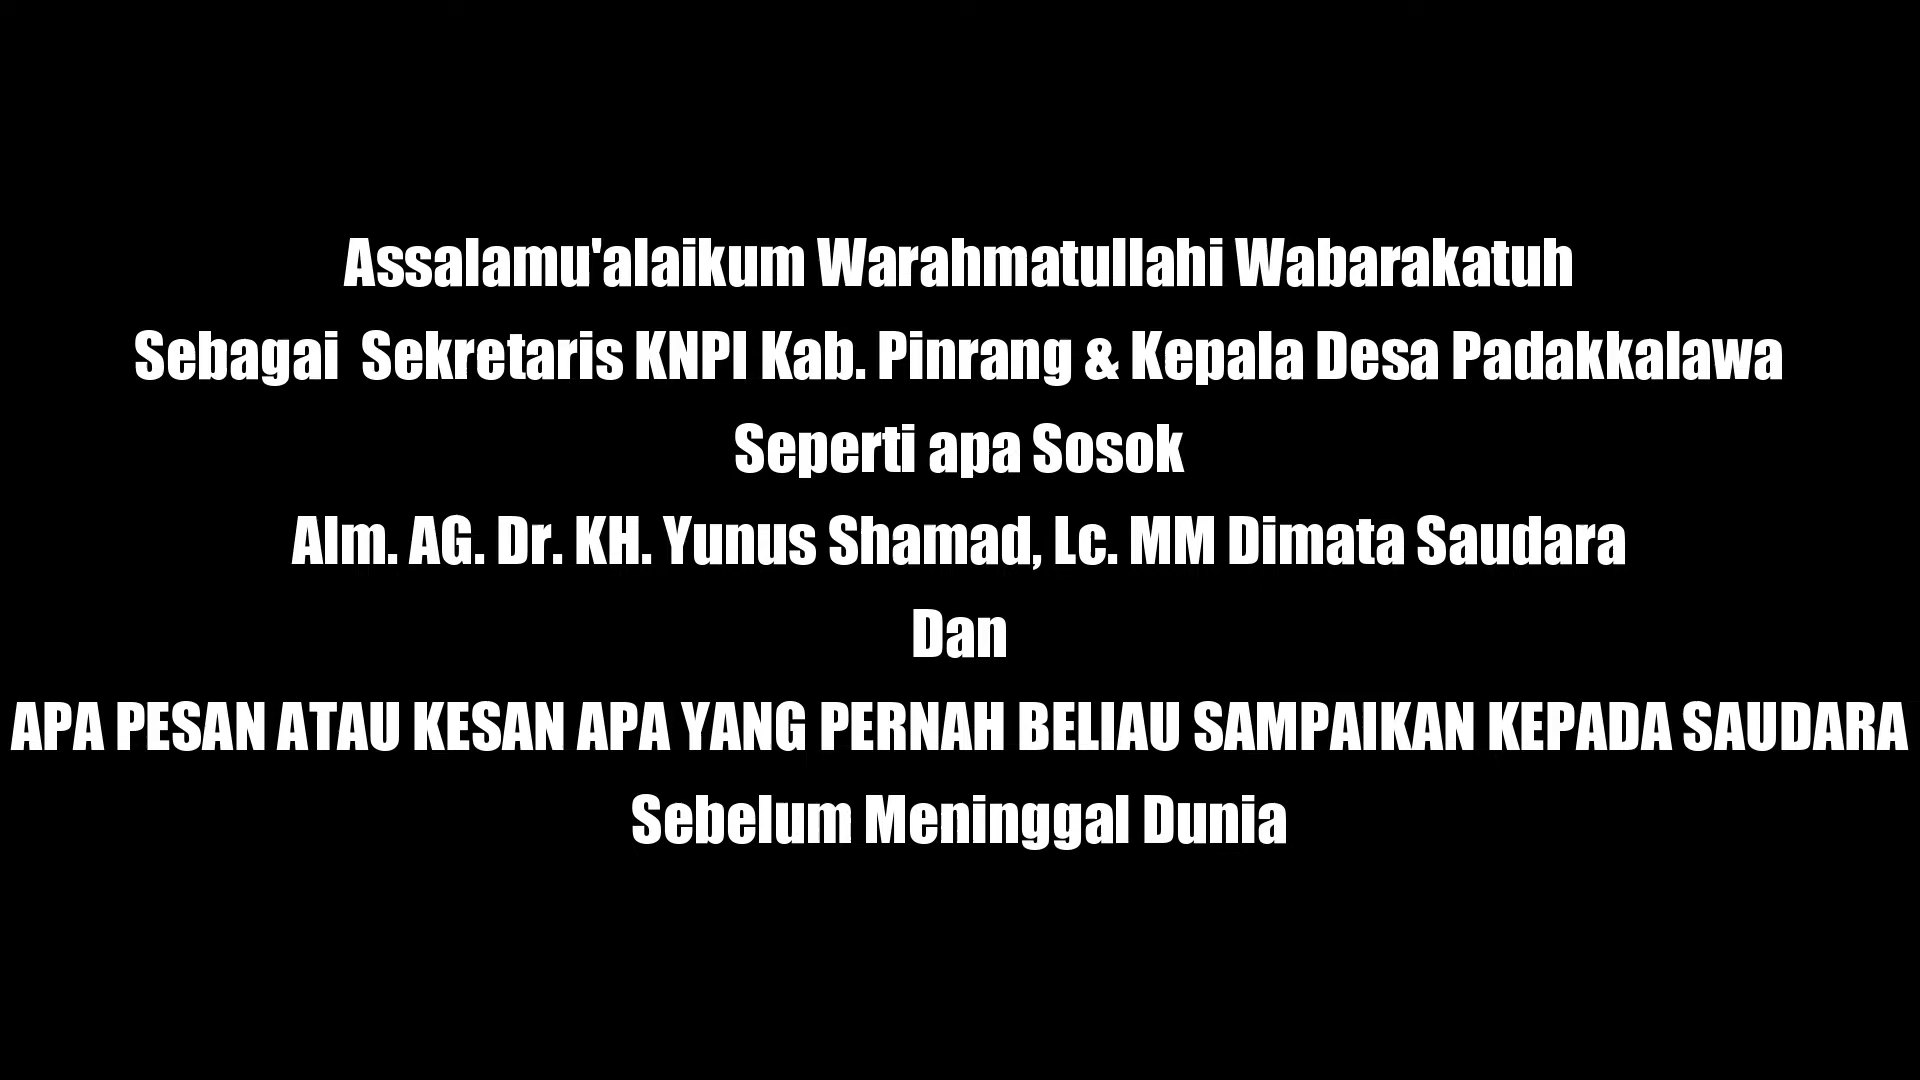 Assalamu'alaikum Warahmatullahi Wabarakatuh
Sebagai  Sekretaris KNPI Kab. Pinrang & Kepala Desa Padakkalawa
Seperti apa Sosok
Alm. AG. Dr. KH. Yunus Shamad, Lc. MM Dimata Saudara
Dan
APA PESAN ATAU KESAN APA YANG PERNAH BELIAU SAMPAIKAN KEPADA SAUDARA
Sebelum Meninggal Dunia